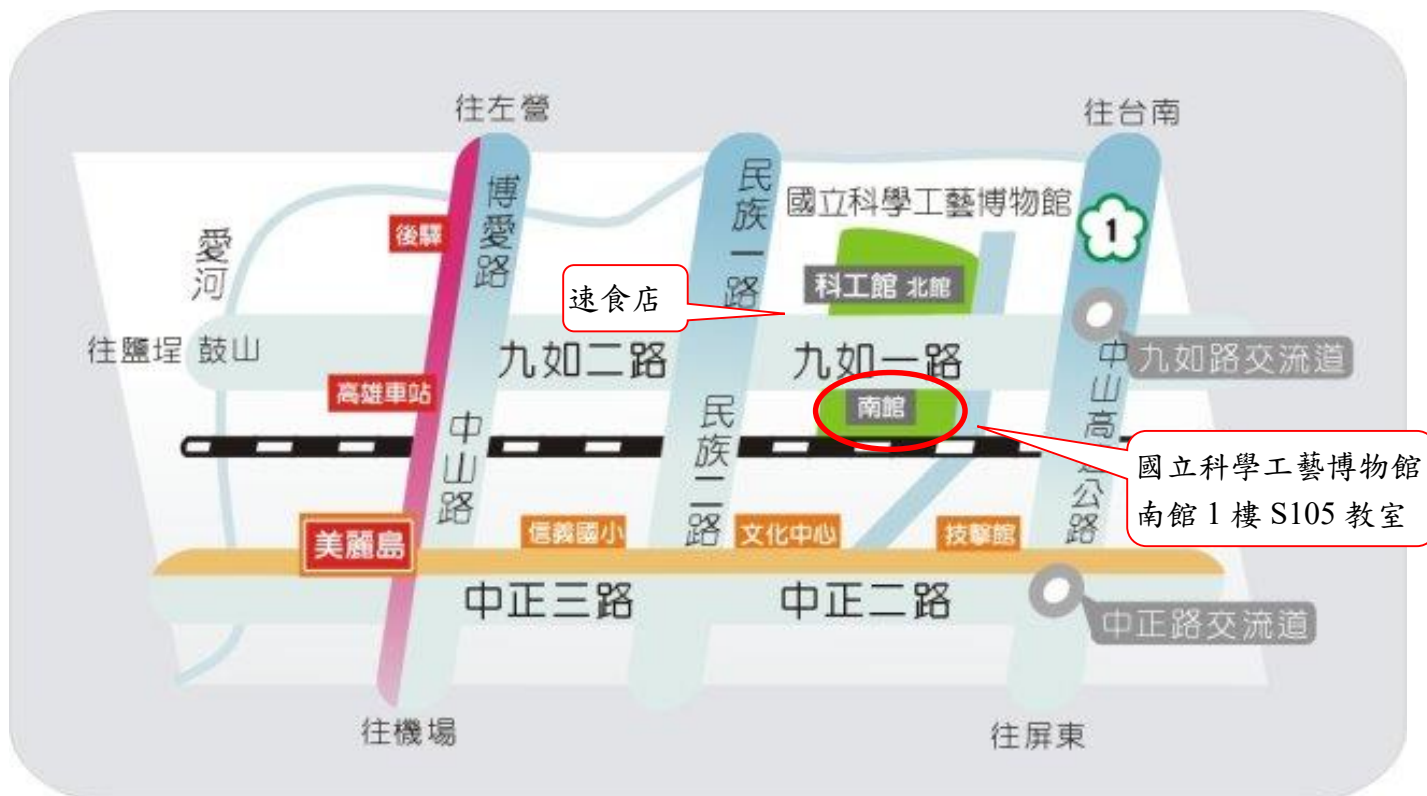 往左營
往台南
民族一路
博愛路
國立科學工藝博物館
1
後驛
愛河
科工館 北館
速食店
往鹽埕 鼓山
九如二路
九如一路
中山高
公路
九如路交流道
高雄車站
南館
中山路
民族二路
國立科學工藝博物館
南館 1 樓 S105 教室
美麗島
信義國小
文化中心
技擊館
中正三路
中正二路
中正路交流道
往機場
往屏東